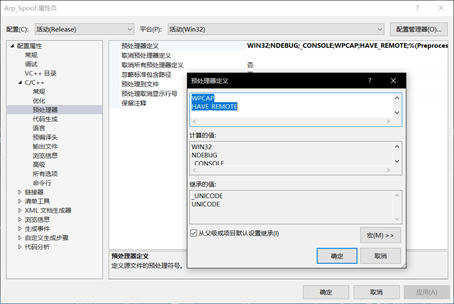 Arp_Spoof 属性页
配置(C): 活动(Release) 平台(P): 活动(Win32) 配置管理器(O)...
配置属性
常规
调试
VC++ 目录
C/C++
常规
优化
预处理器
代码生成
语言
预编译头
输出文件
浏览信息
高级
所有选项
命令行
链接器
清单工具
XML 文档生成器
浏览信息
生成事件
自定义生成步骤
代码分析
预处理器定义 WIN32;NDEBUG;_CONSOLE;WPCAP;HAVE_REMOTE;%(Preproces
取消预处理器定义
取消所有预处理器定义 否
忽略标准包含路径
预处理到文件
预处理取消显示行号
保留注释
预处理器定义
WPCAP
HAVE_REMOTE
计算的值:
WIN32
NDEBUG
_CONSOLE
继承的值:
_UNICODE
UNICODE
从父级或项目默认设置继承(I)
宏(M) >>
确定 取消
预处理器定义
定义源文件的预处理符号。
确定 取消 应用(A)